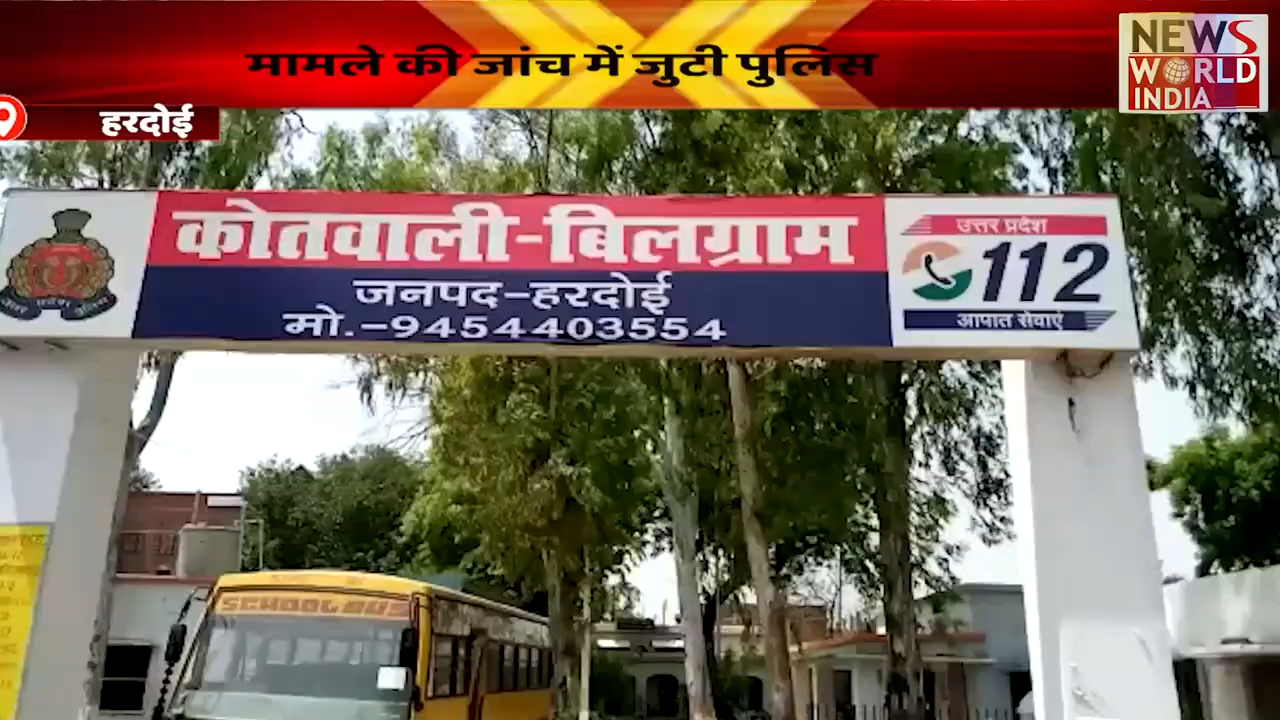 मामले की जांच में जुटी पुलिस
NEWS
WORLD
INDIA
हरदोई
कोतवाली-बिलग्राम
जनपद-हरदोई
मो.-9454403554
उत्तर प्रदेश
112
आपात सेवाएं
SCHOOL BUS